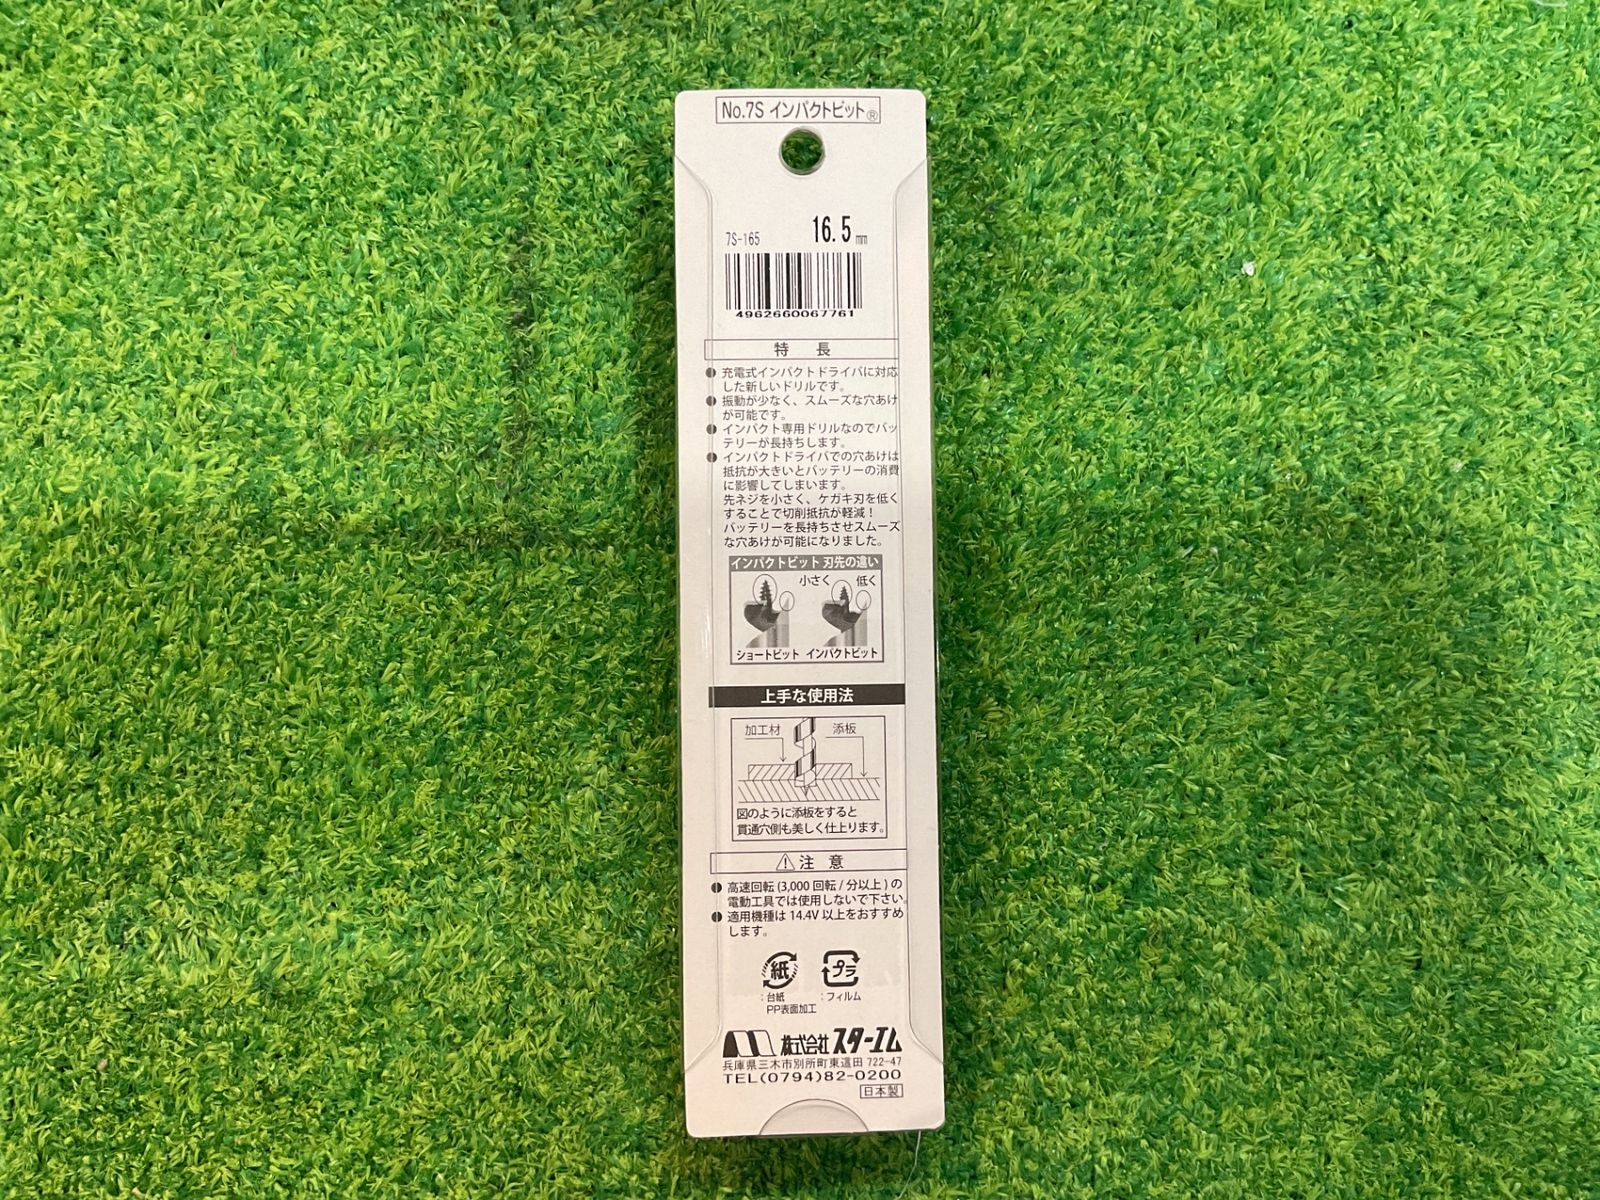 No.7S インパクトビット®
7S-165 16.5mm
4962660067761
特 長
●充電式インパクトドライバに対応
した新しいドリルです。
●振動が少なく、スムーズな穴あけ
が可能です。
●インパクト専用ドリルなのでバッ
テリーが長持ちします。
●インパクトドライバでの穴あけは
抵抗が大きいとバッテリーの消費
に影響してしまいます。
先ネジを小さく、ケガキ刃を低く
することで切削抵抗が軽減！
バッテリーを長持ちさせスムーズ
な穴あけが可能になりました。
インパクトビット 刃先の違い
小さく 低く
ショートビット インパクトビット
上手な使用法
加工材 添板
図のように添板をすると
貫通穴側も美しく仕上ります。
⚠注 意
●高速回転(3,000回転/分以上)の
電動工具では使用しないで下さい。
●適用機種は14.4V以上をおすすめ
します。
紙 プラ
:台紙 :フィルム
PP表面加工
株式会社スターエム
兵庫県三木市別所町東這田 722-47
TEL(0794)82-0200
日本製